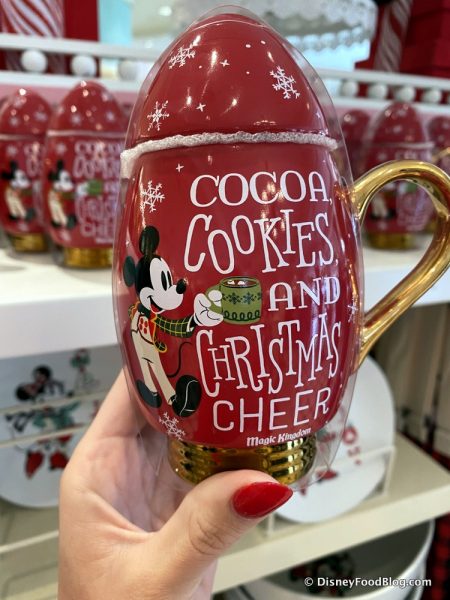 COCOA,
COOKIES
AND
CHRISTMAS
CHEER
Magic Kingdom
© DisneyFoodBlog.com